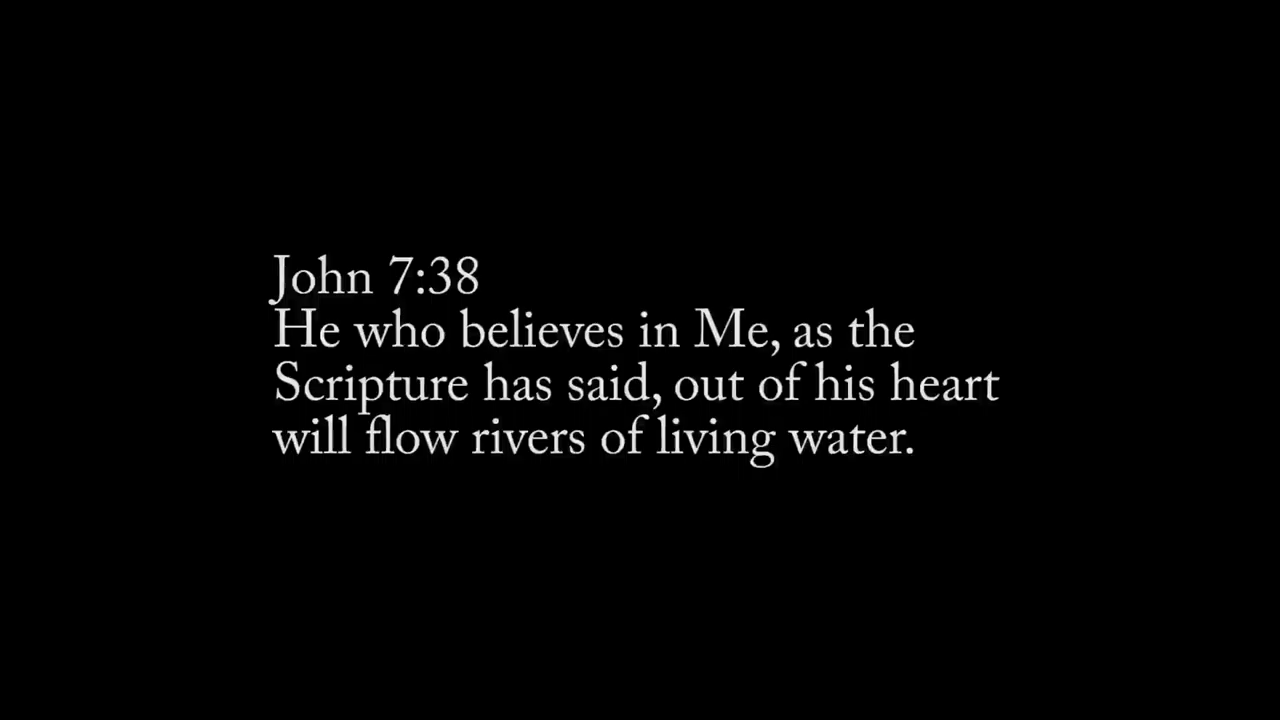 John 7:38
He who believes in Me, as the
Scripture has said, out of his heart
will flow rivers of living water.